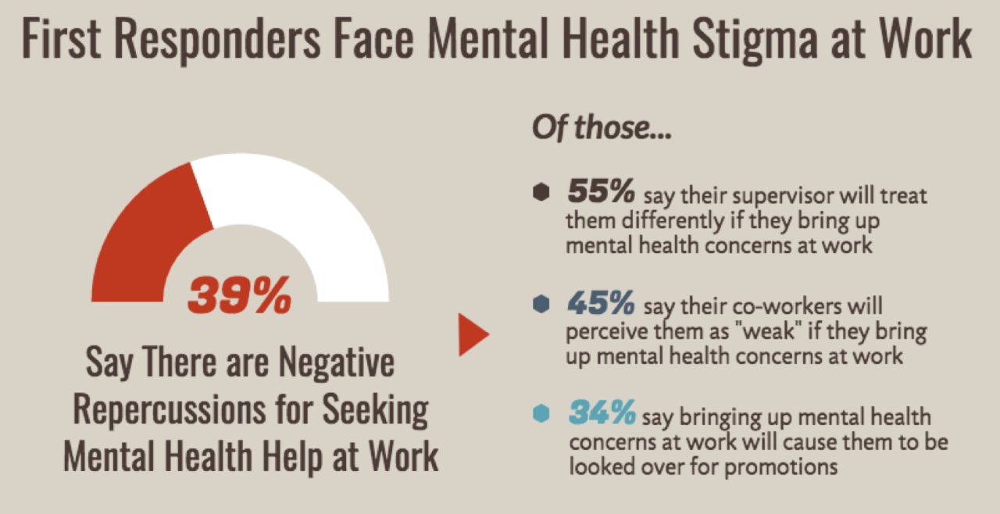 First Responders Face Mental Health Stigma at Work
39%
Say There are Negative
Repercussions for Seeking
Mental Health Help at Work
Of those...
55% say their supervisor will treat
them differently if they bring up
mental health concerns at work
45% say their co-workers will
perceive them as "weak" if they bring
up mental health concerns at work
34% say bringing up mental health
concerns at work will cause them to be
looked over for promotions